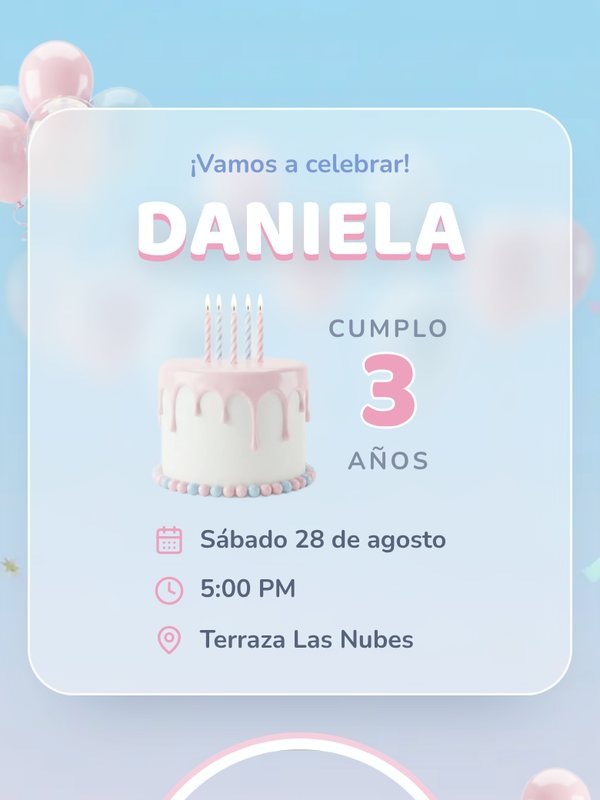 ¡Vamos a celebrar!
DANIELA
CUMPLO
3
AÑOS
Sábado 28 de agosto
5:00 PM
Terraza Las Nubes